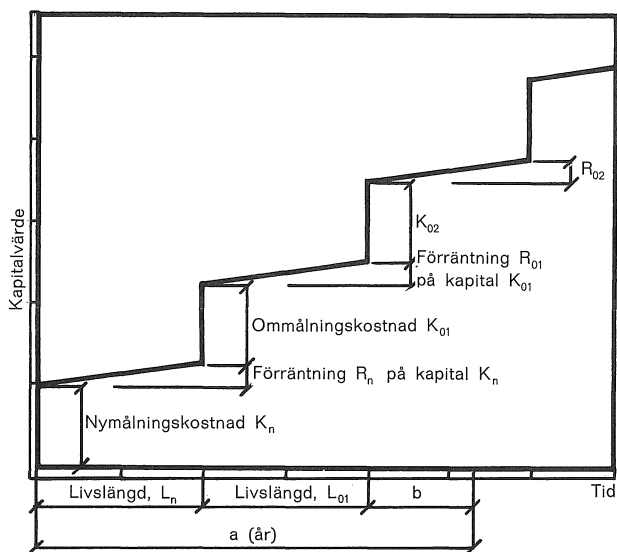 Kapitalvärde
R₀₂
K₀₂
Förräntning R₀₁
på kapital K₀₁
Ommålningskostnad K₀₁
Förräntning Rₙ på kapital Kₙ
Nymålningskostnad Kₙ
Livslängd, Lₙ Livslängd, L₀₁ b Tid
a (år)